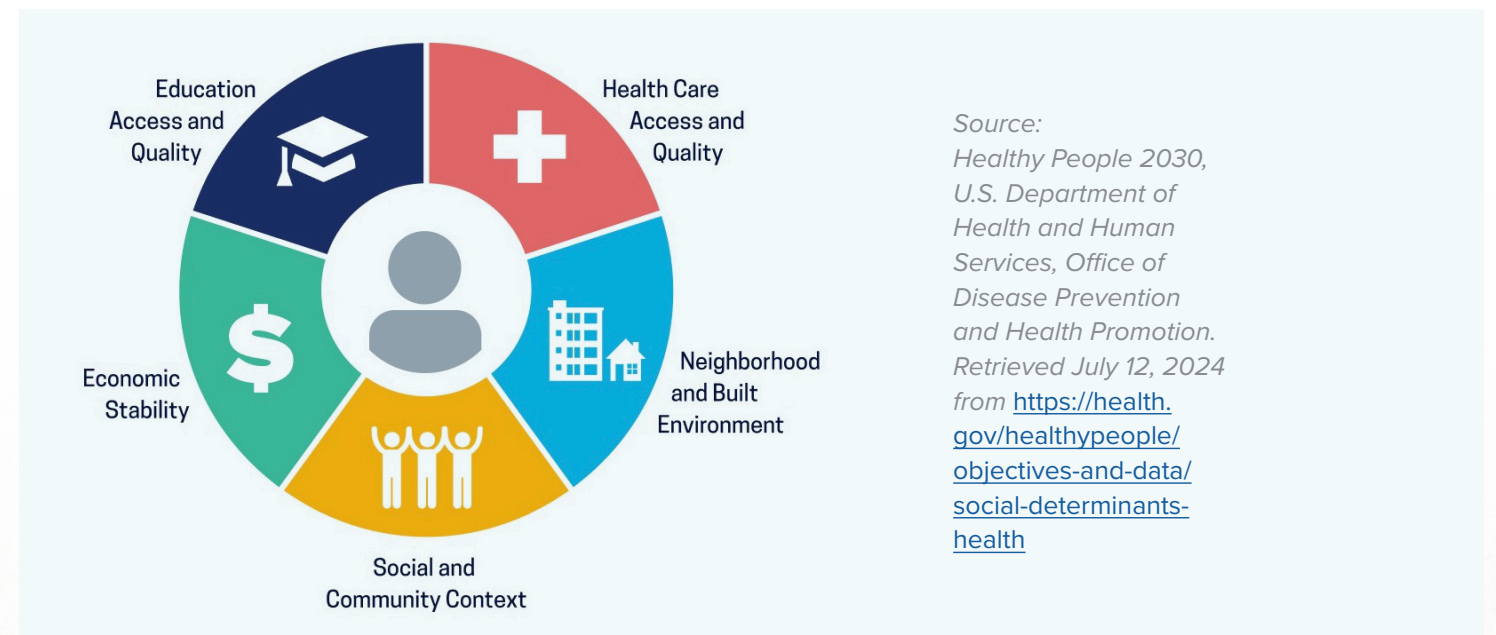 Education
Access and
Quality
Health Care
Access and
Quality
Economic
Stability
Neighborhood
and Built
Environment
Social and
Community Context
Source:
Healthy People 2030,
U.S. Department of
Health and Human
Services, Office of
Disease Prevention
and Health Promotion.
Retrieved July 12, 2024
from https://health.
gov/healthypeople/
objectives-and-data/
social-determinants-
health